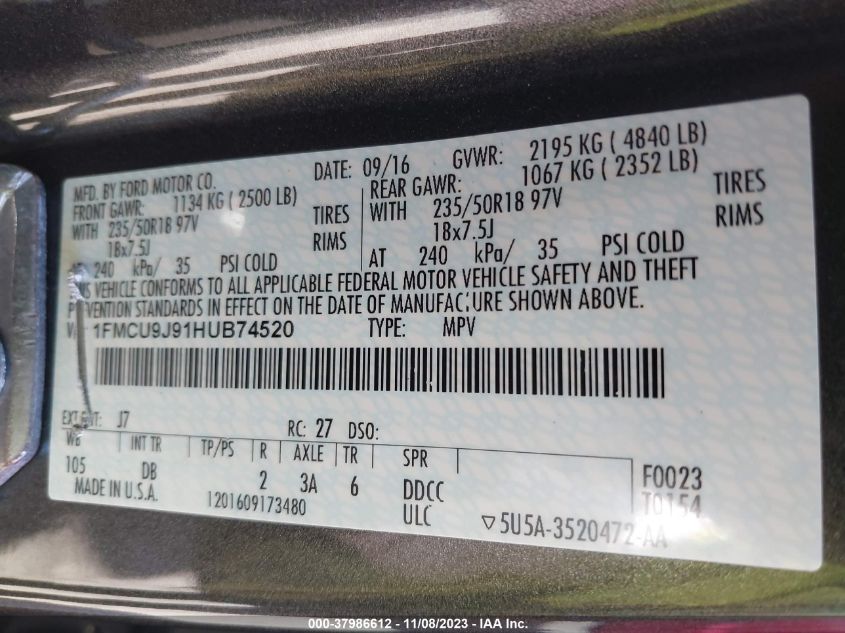 MFD. BY FORD MOTOR CO.
DATE: 09/16 GVWR: 2195 KG ( 4840 LB)
FRONT GAWR: 1134 KG ( 2500 LB)
REAR GAWR: 1067 KG ( 2352 LB)
WITH 235/50R18 97V TIRES
WITH 235/50R18 97V TIRES
18x7.5J RIMS
18x7.5J RIMS
AT 240 kPa/ 35 PSI COLD
AT 240 kPa/ 35 PSI COLD
VEHICLE CONFORMS TO ALL APPLICABLE FEDERAL MOTOR VEHICLE SAFETY AND THEFT
PREVENTION STANDARDS IN EFFECT ON THE DATE OF MANUFACTURE SHOWN ABOVE.
1FMCU9J91HUB74520 TYPE: MPV
EXT PNT: J7 RC: 27 DSO:
WB INT TR TP/PS R AXLE TR SPR
105 DB 2 3A 6 DDCC
F0023
T0154
MADE IN U.S.A. 1201609173480 ULC
▽5U5A-3520472-AA
000-37986612 - 11/08/2023 - IAA Inc.